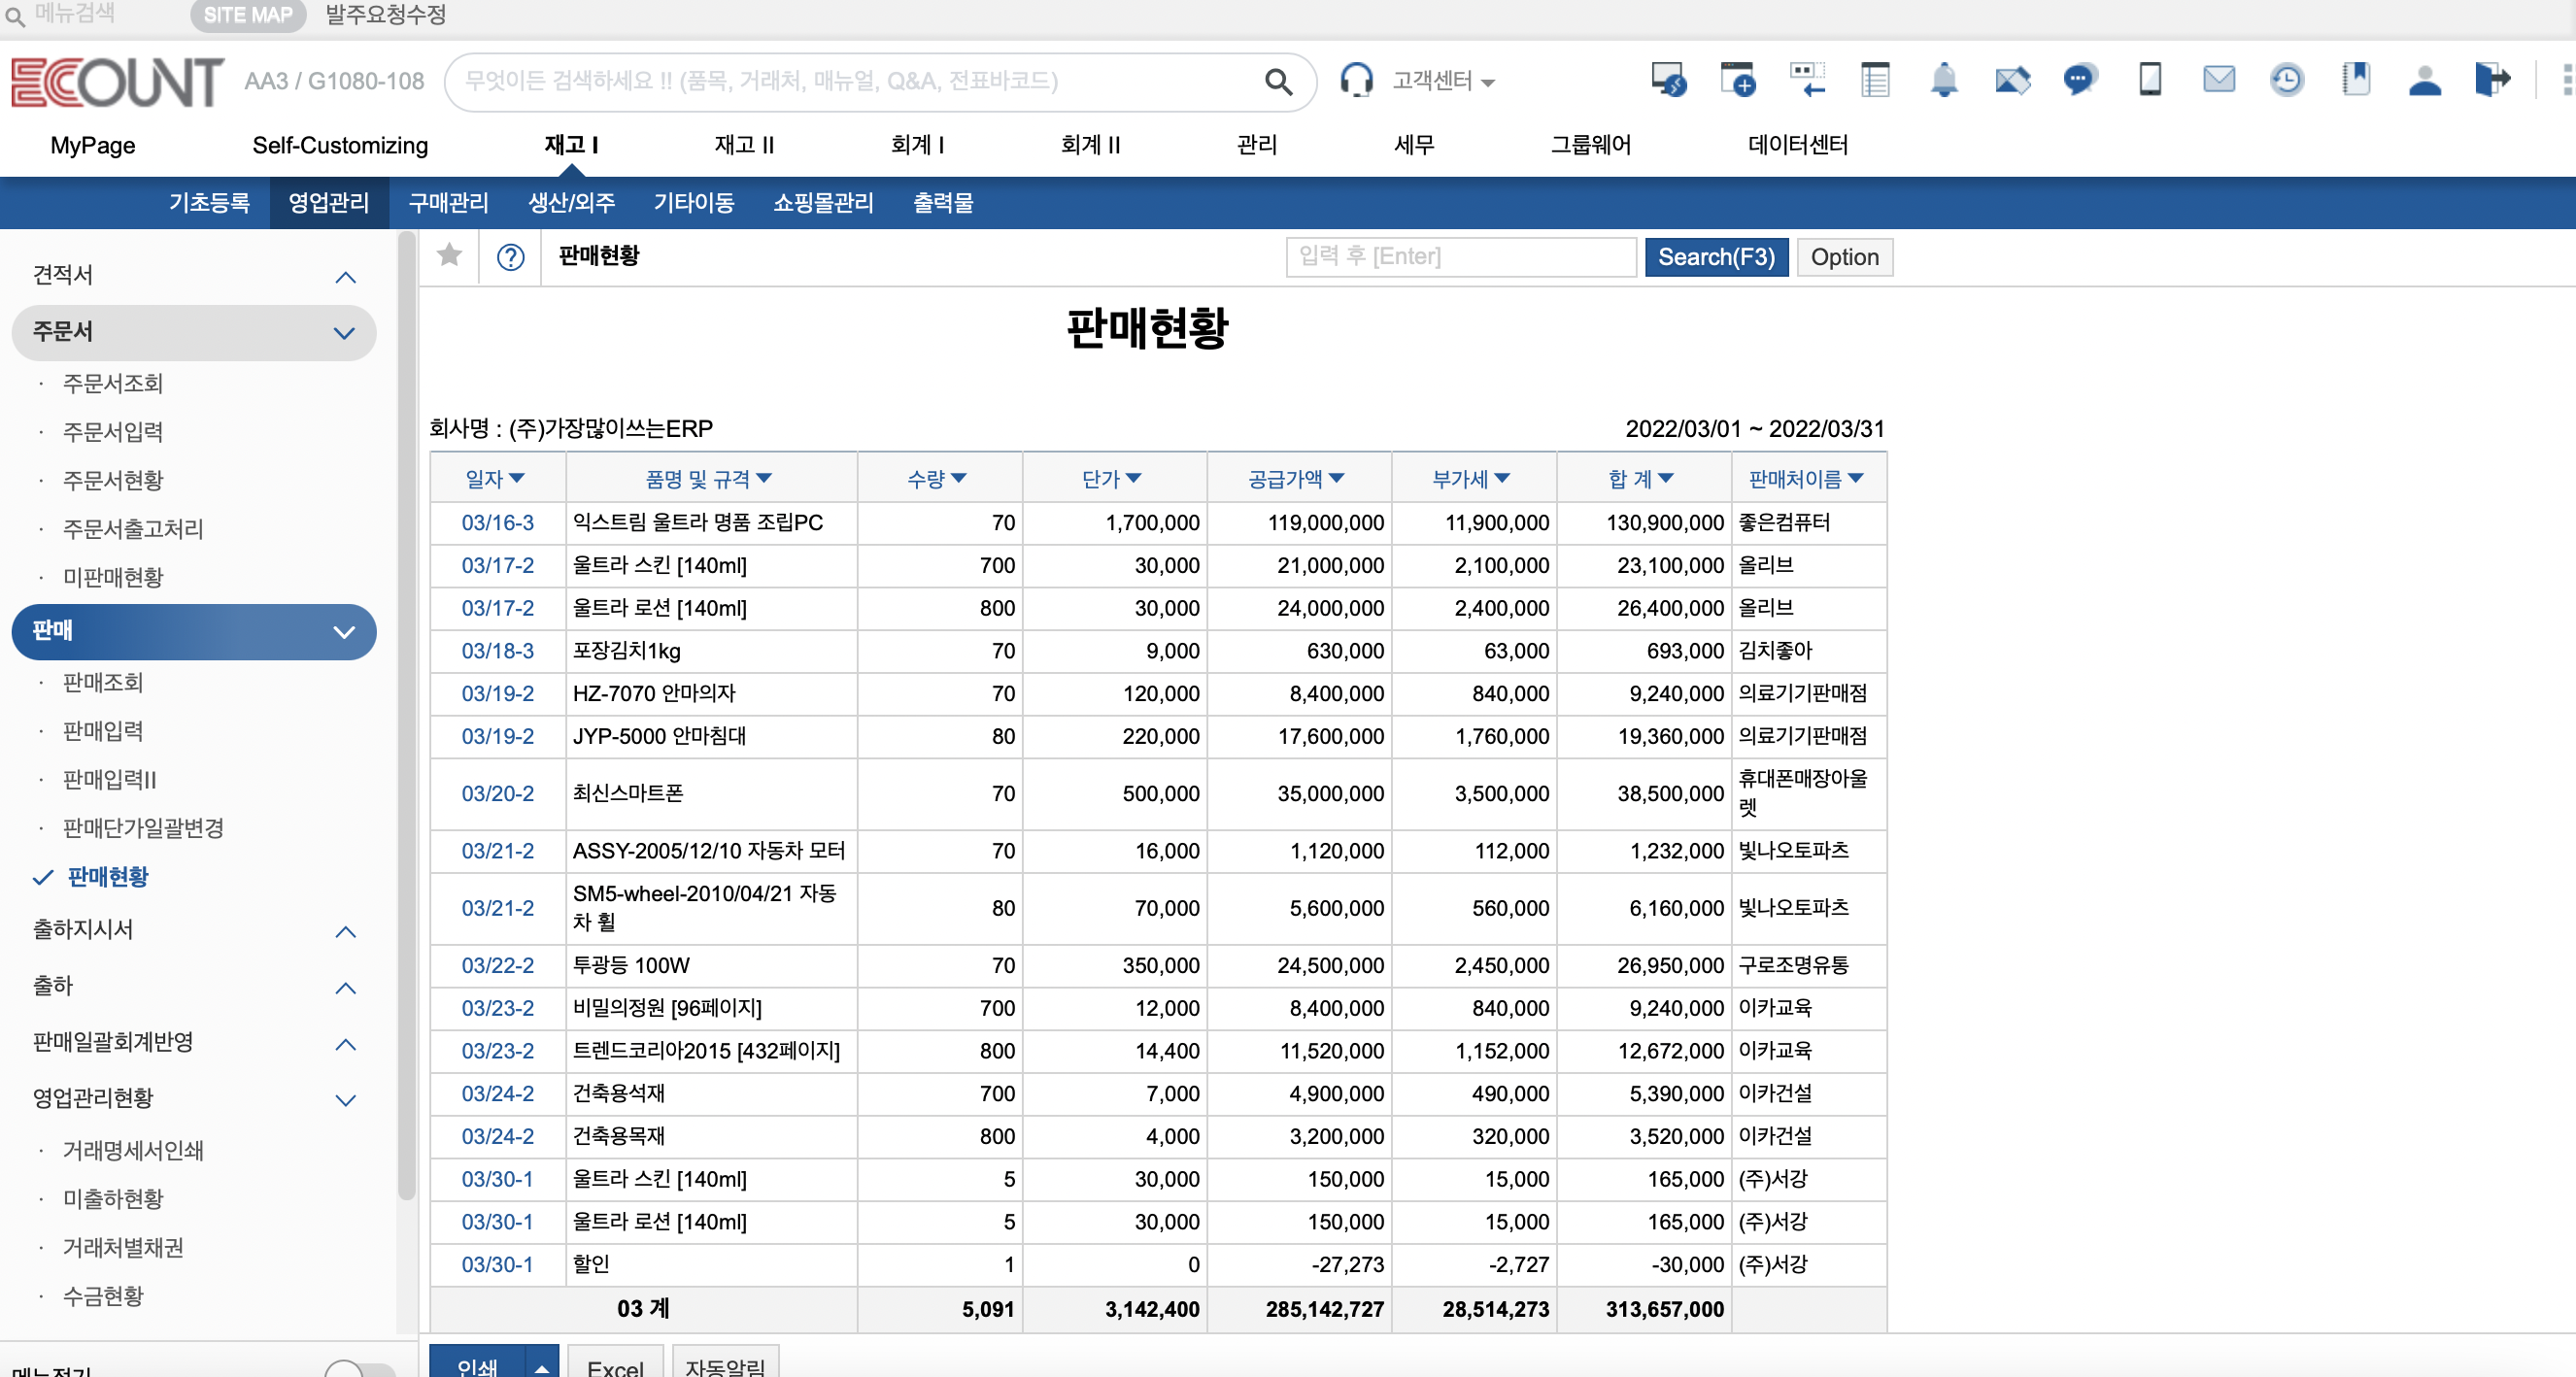 메뉴검색 SITE MAP 발주요청수정
ECOUNT AA3 / G1080-108 무엇이든 검색하세요 !! (품목, 거래처, 매뉴얼, Q&A, 전표바코드) 고객센터
MyPage Self-Customizing 재고 I 재고 II 회계 I 회계 II 관리 세무 그룹웨어 데이터센터
기초등록 영업관리 구매관리 생산/외주 기타이동 쇼핑몰관리 출력물
견적서
주문서
· 주문서조회
· 주문서입력
· 주문서현황
· 주문서출고처리
· 미판매현황
판매
· 판매조회
· 판매입력
· 판매입력II
· 판매단가일괄변경
판매현황
출하지시서
출하
판매일괄회계반영
영업관리현황
· 거래명세서인쇄
· 미출하현황
· 거래처별채권
· 수금현황
판매현황 입력 후 [Enter] Search(F3) Option
판매현황
회사명 : (주)가장많이쓰는ERP 2022/03/01 ~ 2022/03/31
일자 품명 및 규격 수량 단가 공급가액 부가세 합 계 판매처이름
03/16-3 익스트림 울트라 명품 조립PC 70 1,700,000 119,000,000 11,900,000 130,900,000 좋은컴퓨터
03/17-2 울트라 스킨 [140ml] 700 30,000 21,000,000 2,100,000 23,100,000 올리브
03/17-2 울트라 로션 [140ml] 800 30,000 24,000,000 2,400,000 26,400,000 올리브
03/18-3 포장김치1kg 70 9,000 630,000 63,000 693,000 김치좋아
03/19-2 HZ-7070 안마의자 70 120,000 8,400,000 840,000 9,240,000 의료기기판매점
03/19-2 JYP-5000 안마침대 80 220,000 17,600,000 1,760,000 19,360,000 의료기기판매점
03/20-2 최신스마트폰 70 500,000 35,000,000 3,500,000 38,500,000 휴대폰매장아울
렛
03/21-2 ASSY-2005/12/10 자동차 모터 70 16,000 1,120,000 112,000 1,232,000 빛나오토파츠
03/21-2 SM5-wheel-2010/04/21 자동
차 휠 80 70,000 5,600,000 560,000 6,160,000 빛나오토파츠
03/22-2 투광등 100W 70 350,000 24,500,000 2,450,000 26,950,000 구로조명유통
03/23-2 비밀의정원 [96페이지] 700 12,000 8,400,000 840,000 9,240,000 이카교육
03/23-2 트렌드코리아2015 [432페이지] 800 14,400 11,520,000 1,152,000 12,672,000 이카교육
03/24-2 건축용석재 700 7,000 4,900,000 490,000 5,390,000 이카건설
03/24-2 건축용목재 800 4,000 3,200,000 320,000 3,520,000 이카건설
03/30-1 울트라 스킨 [140ml] 5 30,000 150,000 15,000 165,000 (주)서강
03/30-1 울트라 로션 [140ml] 5 30,000 150,000 15,000 165,000 (주)서강
03/30-1 할인 1 0 -27,273 -2,727 -30,000 (주)서강
03 계 5,091 3,142,400 285,142,727 28,514,273 313,657,000
인쇄 Excel 자동알림